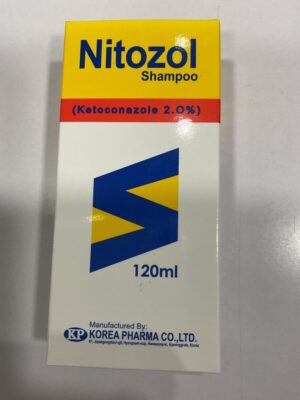 Nitozol
Shampoo
(Ketoconazole 2.0%)
120ml
Manufactured By:
KP KOREA PHARMA CO.,LTD.